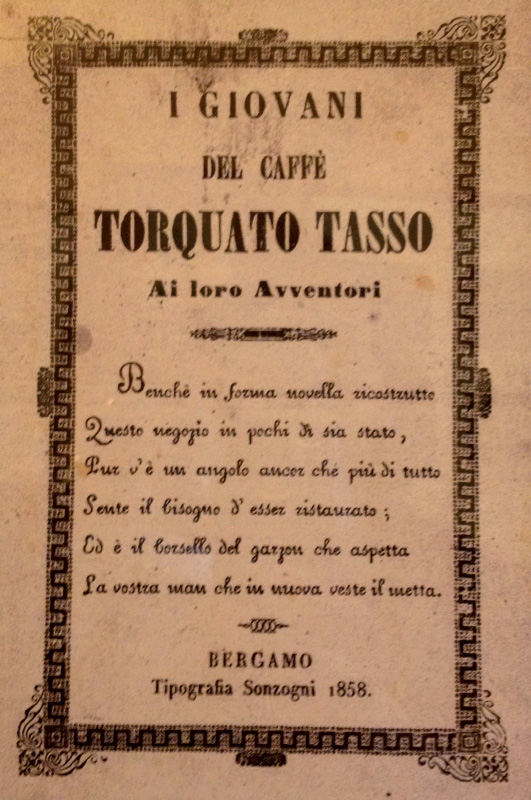 I GIOVANI
DEL CAFFÈ
TORQUATO TASSO
Ai loro Avventori
Benchè in forma novella ricostrutto
Questo negozio in pochi dì sia stato,
Pur v'è un angolo ancor che più di tutto
Sente il bisogno d'esser ristaurato;
Ed è il borsello del garzon che aspetta
La vostra man che in nuova veste il metta.
BERGAMO
Tipografia Sonzogni 1858.